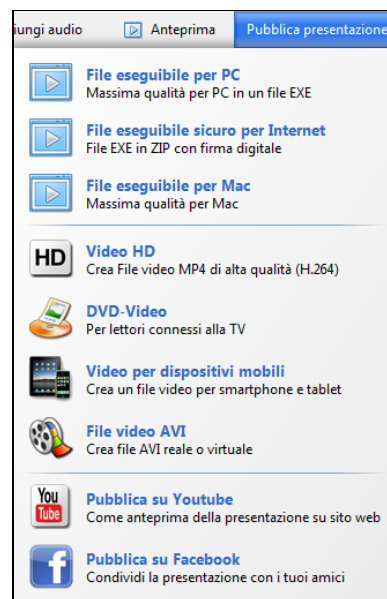 iungi audio Anteprima Pubblica presentazione
File eseguibile per PC
Massima qualità per PC in un file EXE
File eseguibile sicuro per Internet
File EXE in ZIP con firma digitale
File eseguibile per Mac
Massima qualità per Mac
HD Video HD
Crea File video MP4 di alta qualità (H.264)
DVD-Video
Per lettori connessi alla TV
Video per dispositivi mobili
Crea un file video per smartphone e tablet
File video AVI
Crea file AVI reale o virtuale
You
Tube
Pubblica su Youtube
Come anteprima della presentazione su sito web
f Pubblica su Facebook
Condividi la presentazione con i tuoi amici